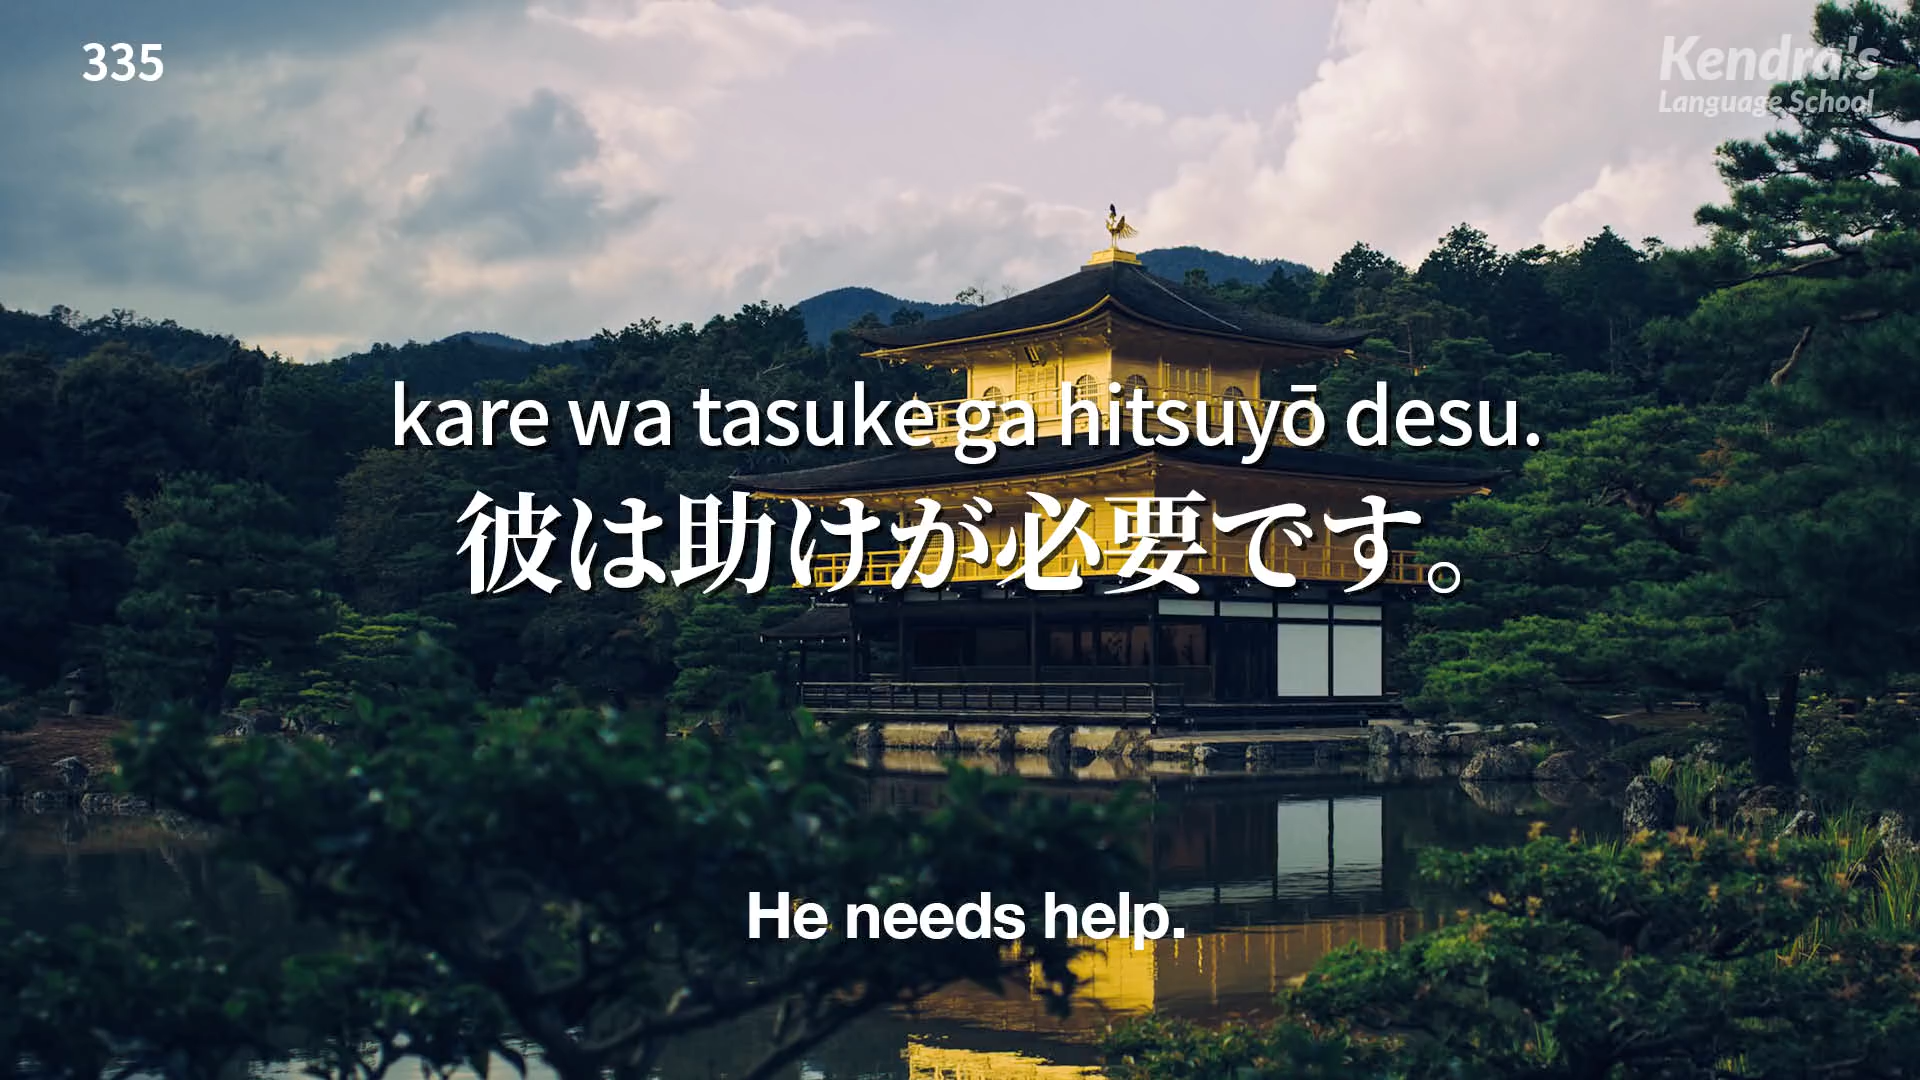 335
Kendra's
Language School
kare wa tasuke ga hitsuyō desu.
彼は助けが必要です。
He needs help.